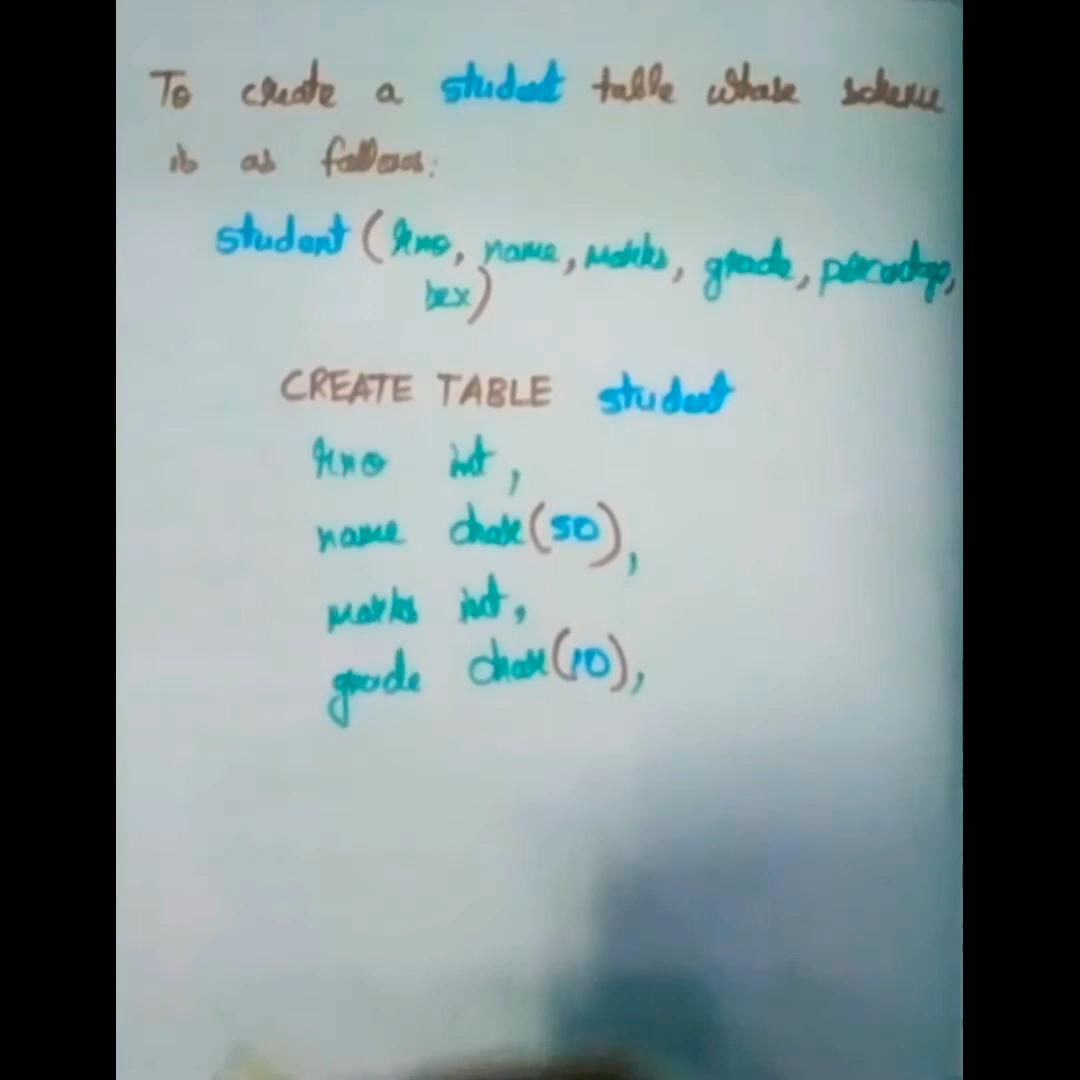 To create a student table whose scheme
is as follows:
student (rno, name, marks, grade, percentage,
sex)
CREATE TABLE student
rno int,
name char(50),
marks int,
grade char(10),